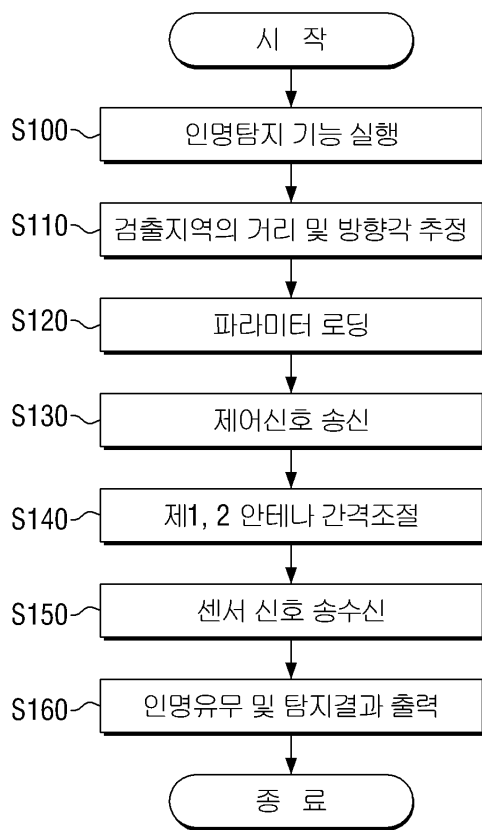 시 작
S100 인명탐지 기능 실행
S110 검출지역의 거리 및 방향각 추정
S120 파라미터 로딩
S130 제어신호 송신
S140 제1, 2 안테나 간격조절
S150 센서 신호 송수신
S160 인명유무 및 탐지결과 출력
종 료